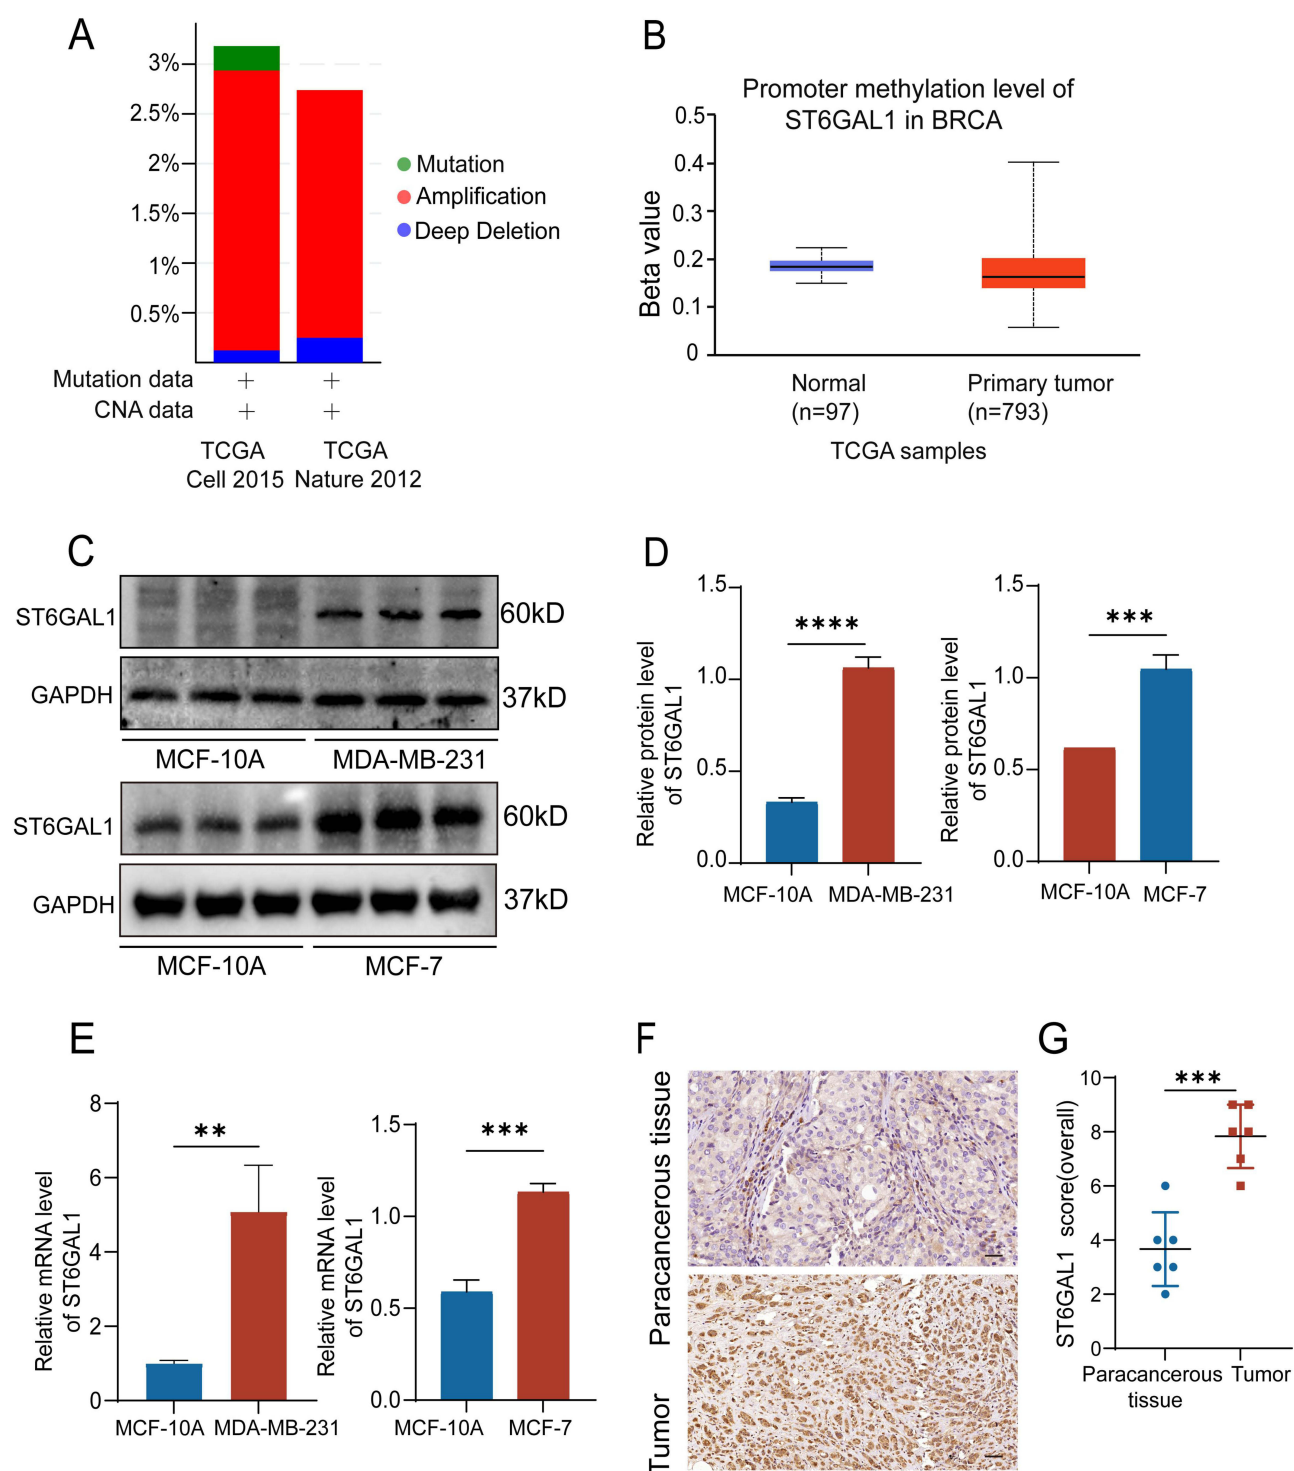 A
3%
2.5%
2%
1.5%
1%
0.5%
Mutation
Amplification
Deep Deletion
Mutation data + +
CNA data + +
TCGA TCGA
Cell 2015 Nature 2012
B
Promoter methylation level of
ST6GAL1 in BRCA
Beta value
0.5
0.4
0.3
0.2
0.1
0
Normal Primary tumor
(n=97) (n=793)
TCGA samples
C
ST6GAL1 60kD
GAPDH 37kD
MCF-10A MDA-MB-231
ST6GAL1 60kD
GAPDH 37kD
MCF-10A MCF-7
D
Relative protein level
of ST6GAL1
1.5
1.0
0.5
0.0
****
MCF-10A MDA-MB-231
Relative protein level
of ST6GAL1
1.5
1.0
0.5
0.0
***
MCF-10A MCF-7
E
Relative mRNA level
of ST6GAL1
8
6
4
2
0
**
MCF-10A MDA-MB-231
Relative mRNA level
of ST6GAL1
1.5
1.0
0.5
0.0
***
MCF-10A MCF-7
F
Paracancerous tissue
Tumor
G
ST6GAL1 score(overall)
10
8
6
4
2
0
***
Paracancerous Tumor
tissue